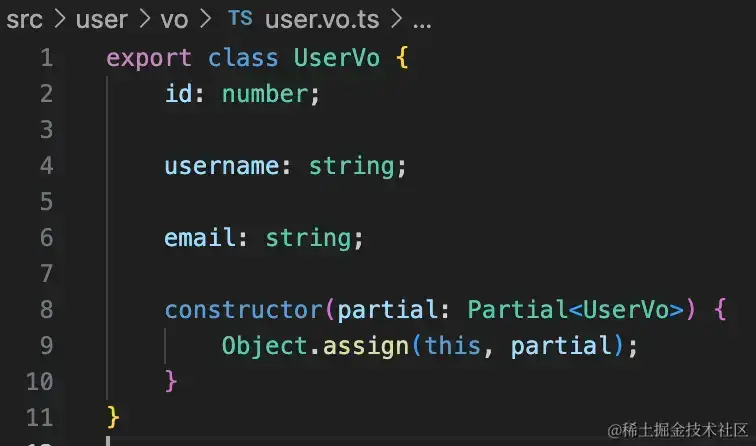 src > user > vo > TS user.vo.ts > ...
1 export class UserVo {
2 id: number;
3
4 username: string;
5
6 email: string;
7
8 constructor(partial: Partial<UserVo>) {
9 Object.assign(this, partial);
10 }
11 }
@稀土掘金技术社区